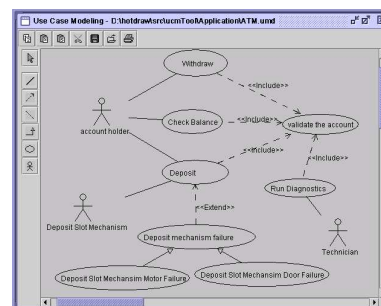 Use Case Modeling - D:\hotdraw\src\ucmTool\Application\ATM.umd
Withdraw
<<Include>>
account holder
Check Balance
<<Include>>
validate the account
<<Include>>
Deposit
<<Include>>
Run Diagnostics
<<Extend>>
Deposit Slot Mechanism
Deposit mechanism failure
Technician
Deposit Slot Mechansim Motor Failure
Deposit Slot Mechansim Door Failure